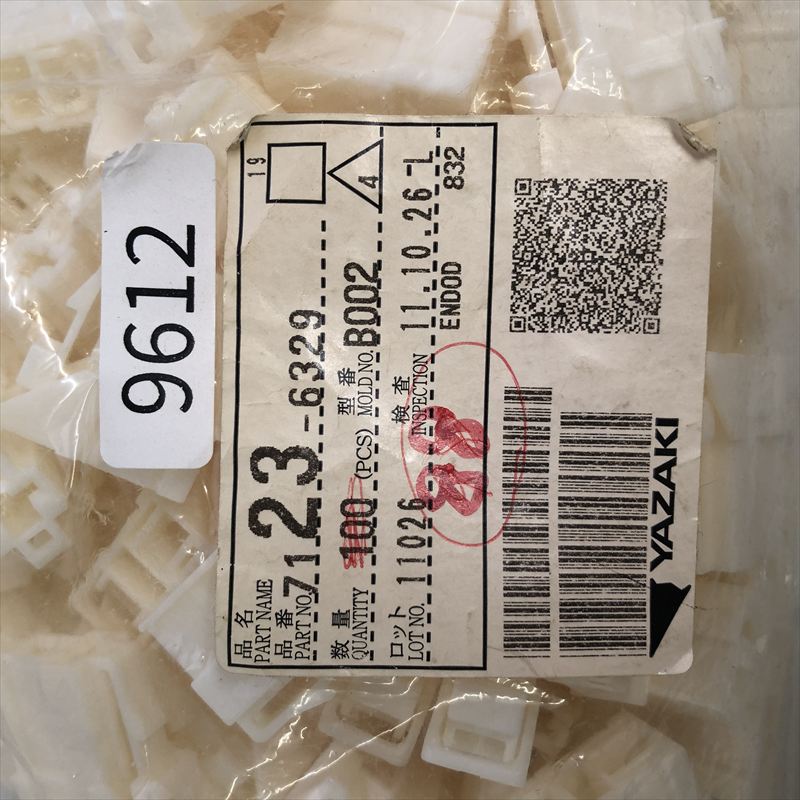 9612
19
4
品名
PART NAME
品番
PART NO. 7123-6329
数量 型番
QUANTITY 100 (PCS) MOLD NO. B002
ロット 検査
LOT NO. 11026 INSPECTION 11.10.26-L
ENDOD 832
88
YAZAKI